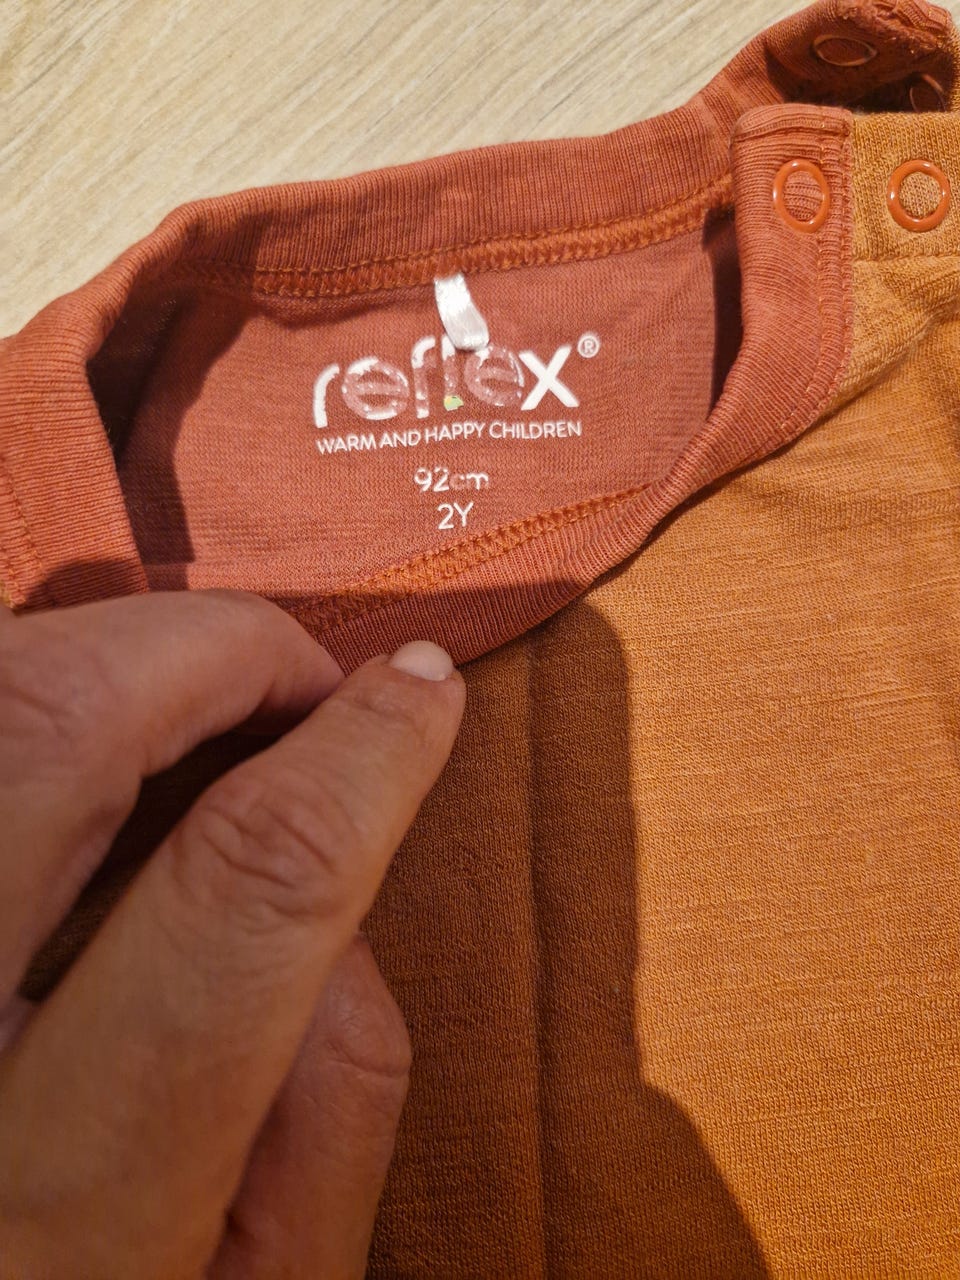 reflex®
WARM AND HAPPY CHILDREN
92cm
2Y